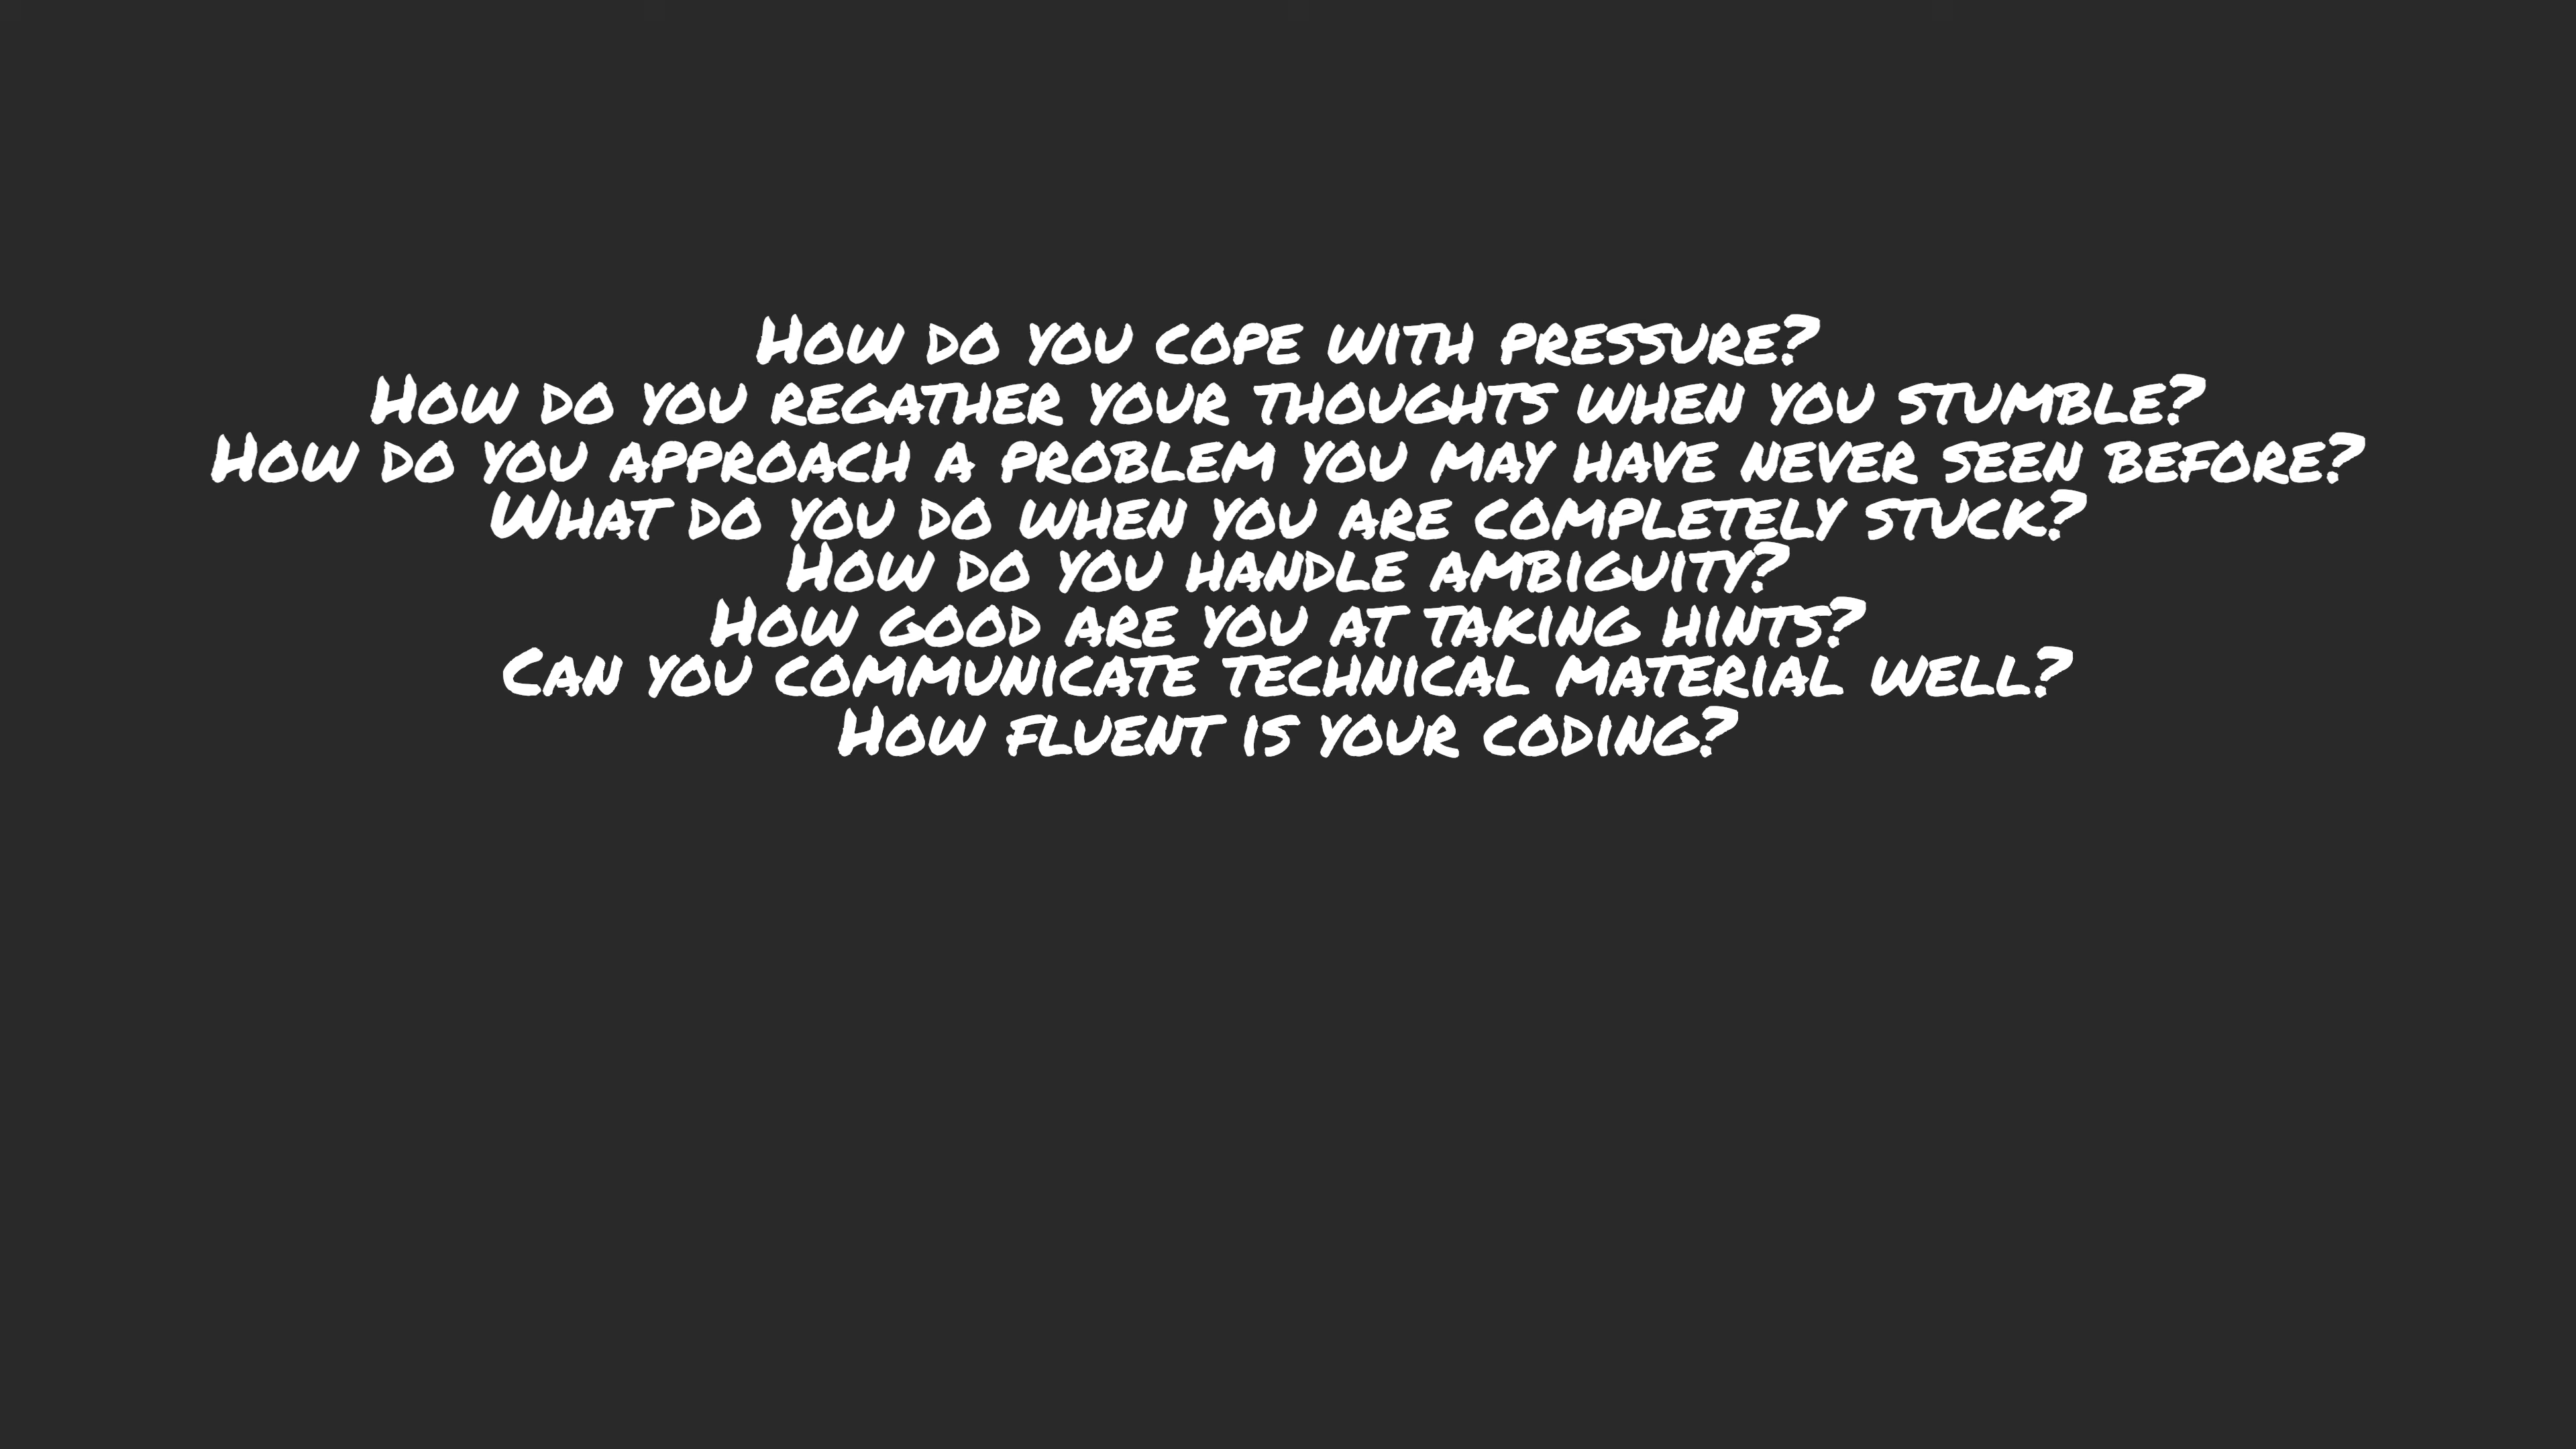 How do you cope with pressure?
How do you regather your thoughts when you stumble?
How do you approach a problem you may have never seen before?
What do you do when you are completely stuck?
How do you handle ambiguity?
How good are you at taking hints?
Can you communicate technical material well?
How fluent is your coding?